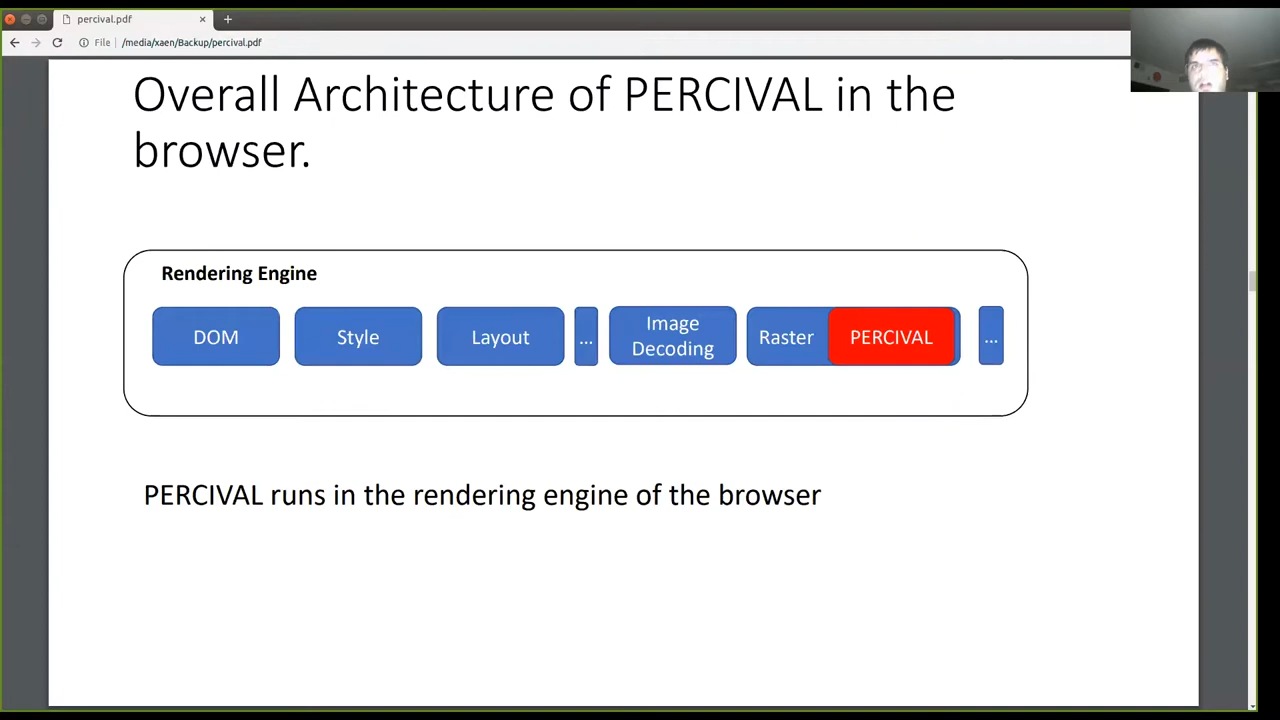 percival.pdf
File /media/xaen/Backup/percival.pdf
Overall Architecture of PERCIVAL in the
browser.
Rendering Engine
DOM
Style
Layout
...
Image
Decoding
Raster
PERCIVAL
...
PERCIVAL runs in the rendering engine of the browser